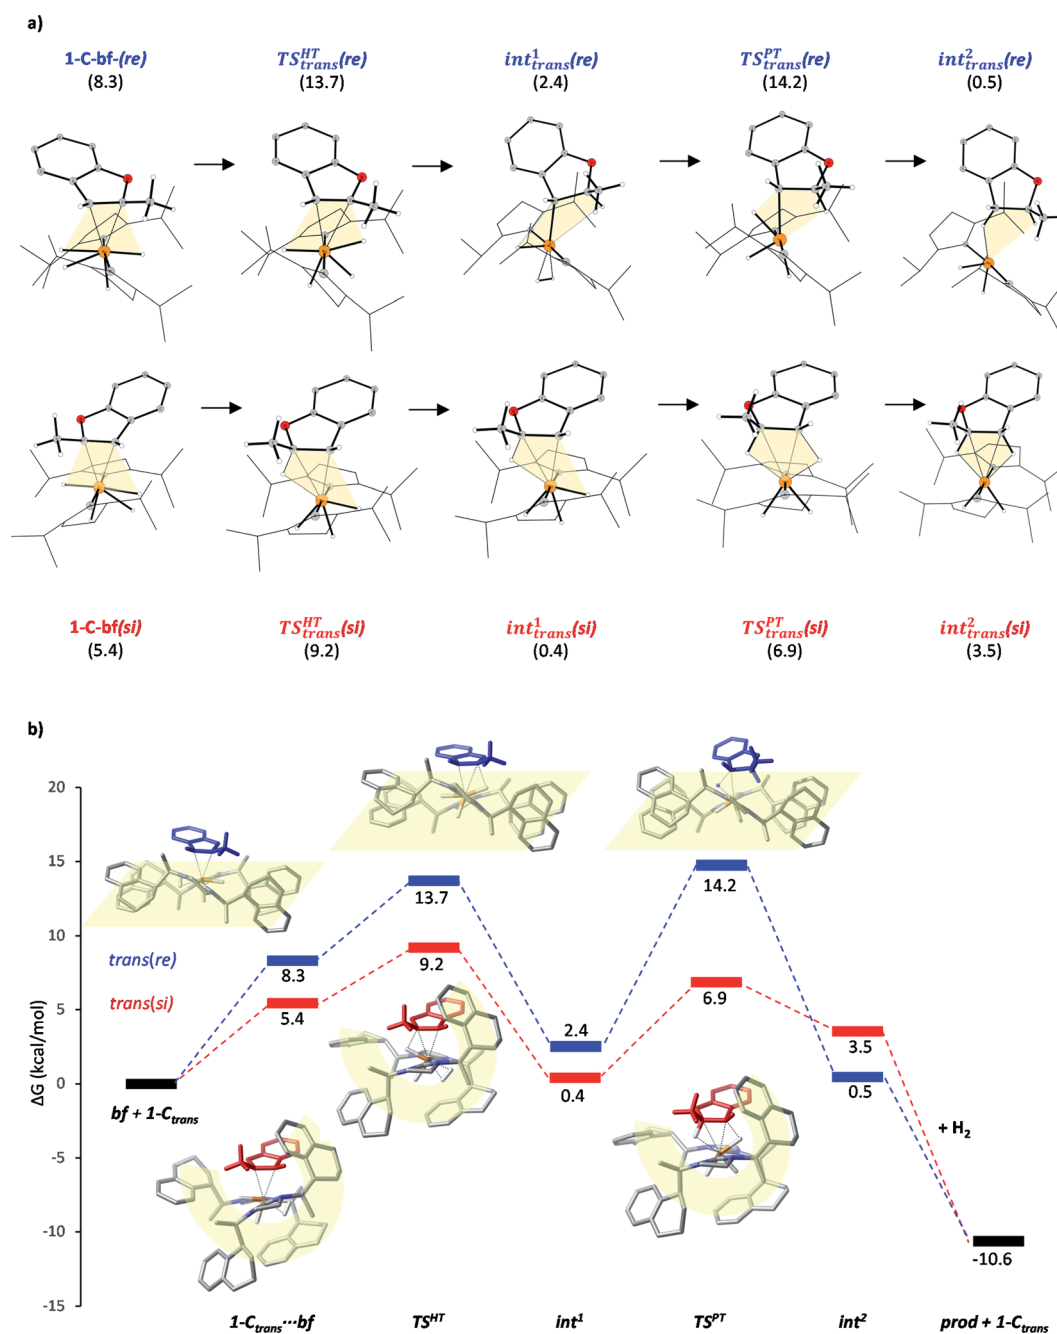 a)
1-C-bf-(re) TS^HT_trans(re) int^1_trans(re) TS^PT_trans(re) int^2_trans(re)
(8.3) (13.7) (2.4) (14.2) (0.5)
1-C-bf(si) TS^HT_trans(si) int^1_trans(si) TS^PT_trans(si) int^2_trans(si)
(5.4) (9.2) (0.4) (6.9) (3.5)
b)
20
15
10
5
0
-5
-10
-15
ΔG (kcal/mol)
trans(re)
trans(si)
bf + 1-C_trans
8.3
5.4
13.7
9.2
2.4
0.4
14.2
6.9
3.5
0.5
+ H₂
-10.6
1-C_trans···bf TS^HT int^1 TS^PT int^2 prod + 1-C_trans